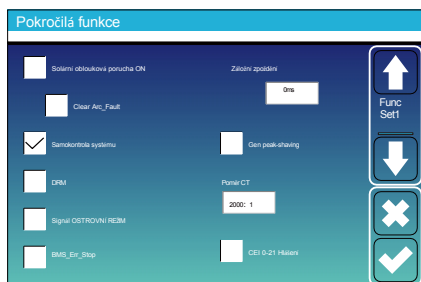 Pokročilá funkce
Solární oblouková porucha ON
Záložní zpoždění
0ms
Clear Arc_Fault
Func
Set1
Samokontrola systému
Gen peak-shaving
DRM
Poměr CT
2000: 1
Signál OSTROVNÍ REŽIM
BMS_Err_Stop
CEI 0-21 Hlášení